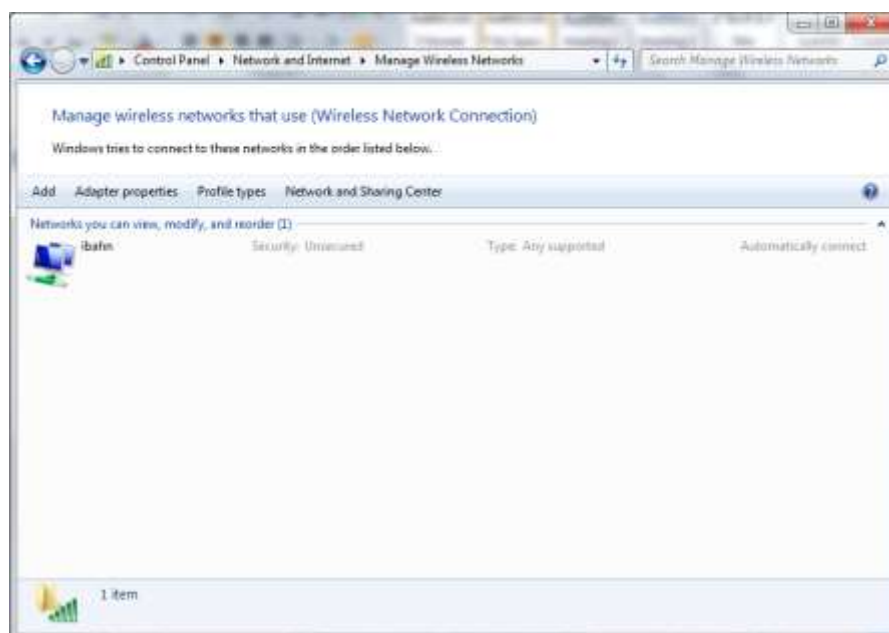 Control Panel ▸ Network and Internet ▸ Manage Wireless Networks
Search Manage Wireless Networks
Manage wireless networks that use (Wireless Network Connection)
Windows tries to connect to these networks in the order listed below.
Add Adapter properties Profile types Network and Sharing Center
Networks you can view, modify, and reorder (1)
ibahn Security: Unsecured Type: Any supported Automatically connect
1 item